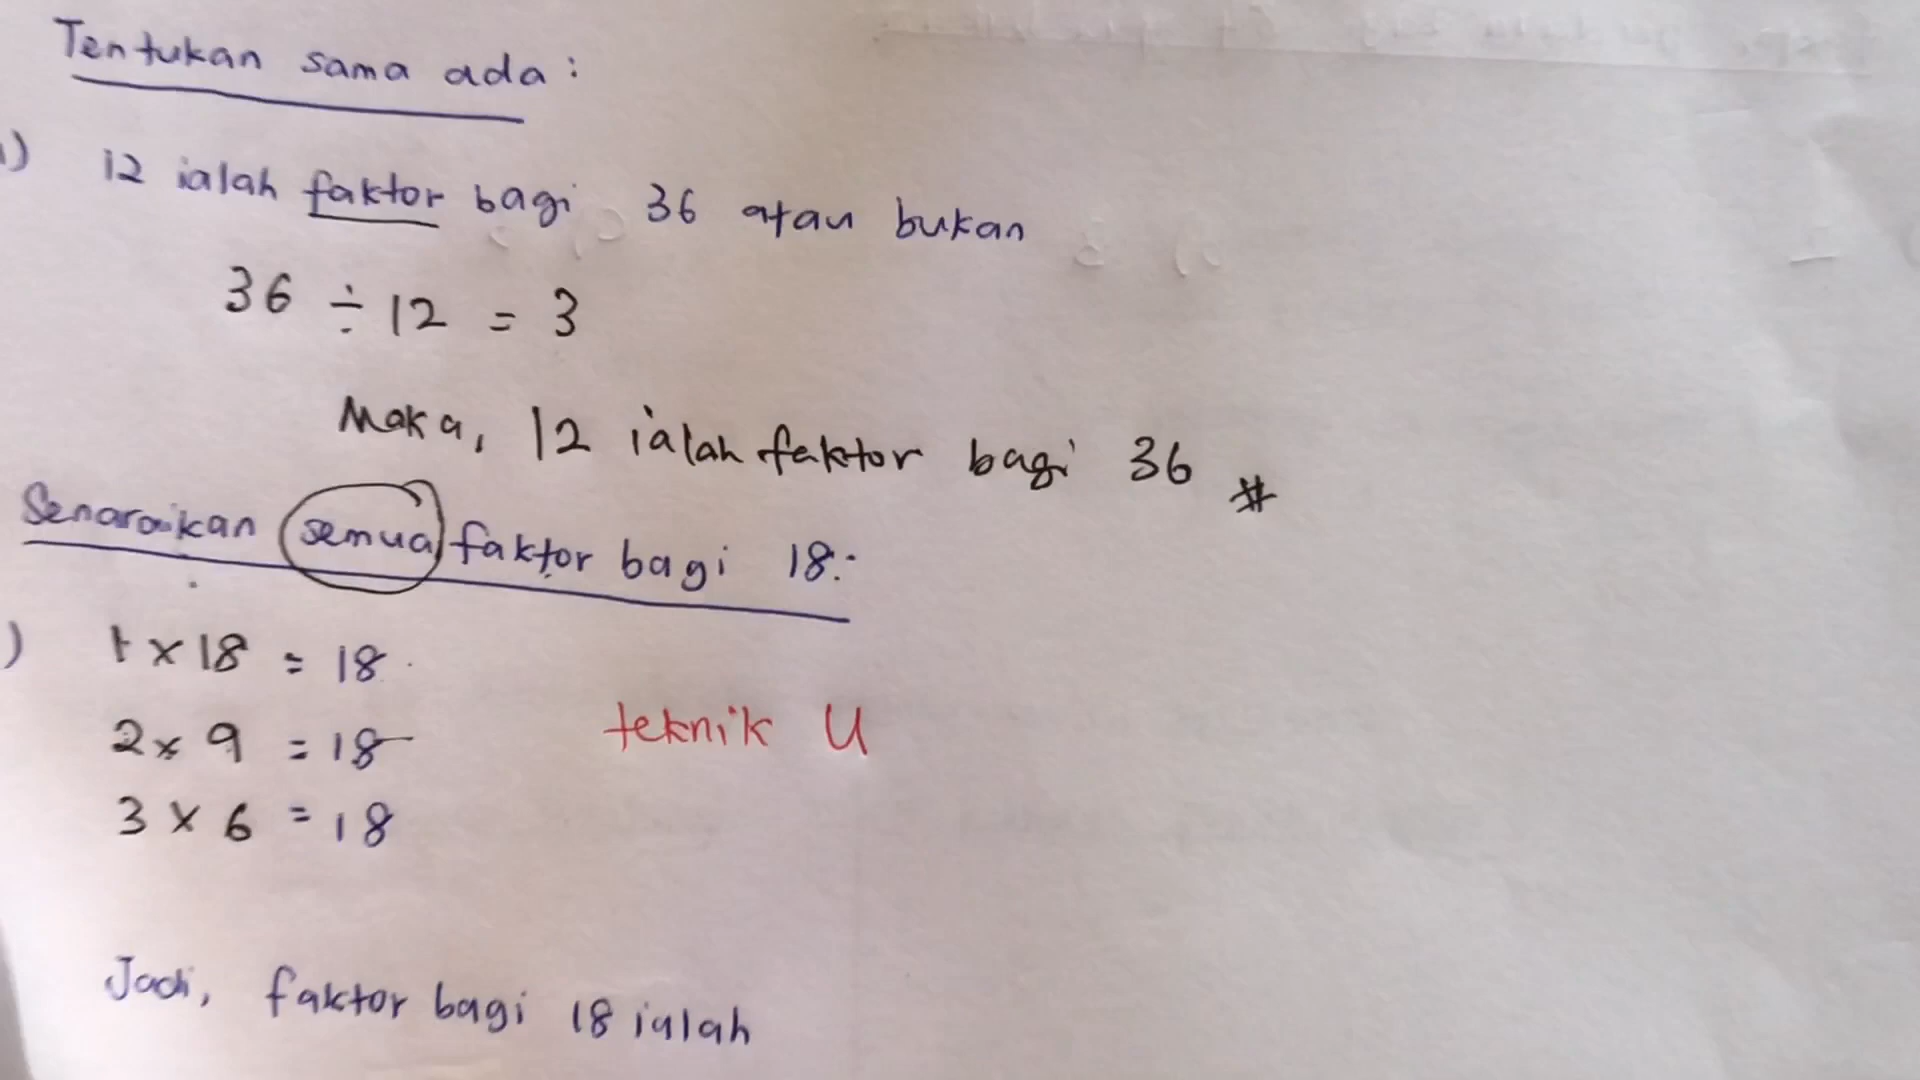 Tentukan sama ada :
) 12 ialah faktor bagi 36 atau bukan
36 ÷ 12 = 3
Maka, 12 ialah faktor bagi 36 #
Senaraikan semua faktor bagi 18:-
) 1 x 18 = 18
2 x 9 = 18
teknik U
3 x 6 = 18
Jadi, faktor bagi 18 ialah